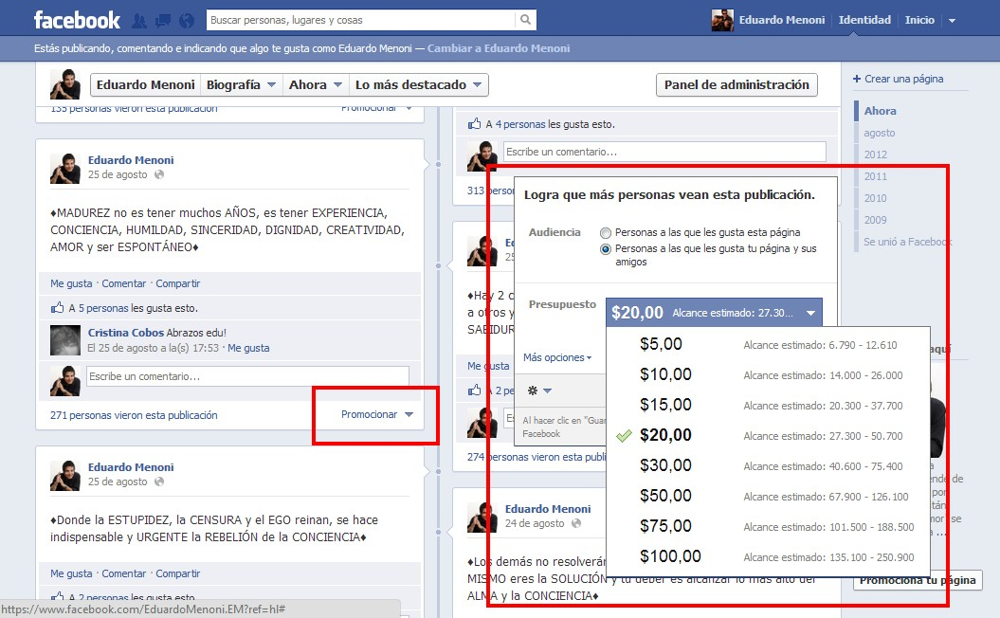 facebook
Buscar personas, lugares y cosas
Eduardo Menoni
Identidad
Inicio
Estás publicando, comentando e indicando que algo te gusta como Eduardo Menoni — Cambiar a Eduardo Menoni
Eduardo Menoni
Biografía
Ahora
Lo más destacado
Panel de administración
135 personas vieron esta publicación
Promocionar
Eduardo Menoni
25 de agosto
♦MADUREZ no es tener muchos AÑOS, es tener EXPERIENCIA,
CONCIENCIA, HUMILDAD, SINCERIDAD, DIGNIDAD, CREATIVIDAD,
AMOR y ser ESPONTÁNEO♦
Me gusta · Comentar · Compartir
A 5 personas les gusta esto.
Cristina Cobos Abrazos edu!
El 25 de agosto a la(s) 17:53 · Me gusta
Escribe un comentario...
271 personas vieron esta publicación
Promocionar
Eduardo Menoni
25 de agosto
♦Donde la ESTUPIDEZ, la CENSURA y el EGO reinan, se hace
indispensable y URGENTE la REBELIÓN de la CONCIENCIA♦
Me gusta · Comentar · Compartir
A 2 personas les gusta esto.
https://www.facebook.com/EduardoMenoni.EM?ref=hl#
A 4 personas les gusta esto.
Escribe un comentario...
313 person
Ed
25
♦Hay 2 c
a otros y
SABIDUR
Me gusta
A 2 pe
Es
274 personas vieron esta publi
Eduardo Menoni
24 de agosto
♦Los demás no resolverán
MISMO eres la SOLUCIÓN y tu deber es alcanzar lo más alto del
ALMA y la CONCIENCIA♦
Logra que más personas vean esta publicación.
Audiencia
Personas a las que les gusta esta página
Personas a las que les gusta tu página y sus
amigos
Presupuesto
$20,00 Alcance estimado: 27.30...
Más opciones
Al hacer clic en "Guar
Facebook
$5,00 Alcance estimado: 6.790 - 12.610
$10,00 Alcance estimado: 14.000 - 26.000
$15,00 Alcance estimado: 20.300 - 37.700
$20,00 Alcance estimado: 27.300 - 50.700
$30,00 Alcance estimado: 40.600 - 75.400
$50,00 Alcance estimado: 67.900 - 126.100
$75,00 Alcance estimado: 101.500 - 188.500
$100,00 Alcance estimado: 135.100 - 250.900
+ Crear una página
Ahora
agosto
2012
2011
2010
2009
Se unió a Facebook
aquí
a
ende de
por
tán
mor; se
a ...
Promociona tu página